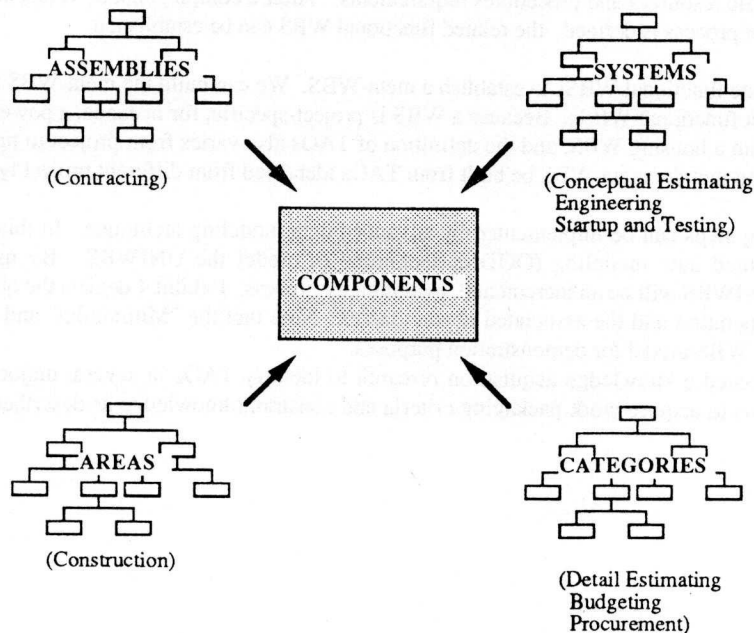 ASSEMBLIES
(Contracting)
SYSTEMS
(Conceptual Estimating
Engineering
Startup and Testing)
COMPONENTS
AREAS
(Construction)
CATEGORIES
(Detail Estimating
Budgeting
Procurement)